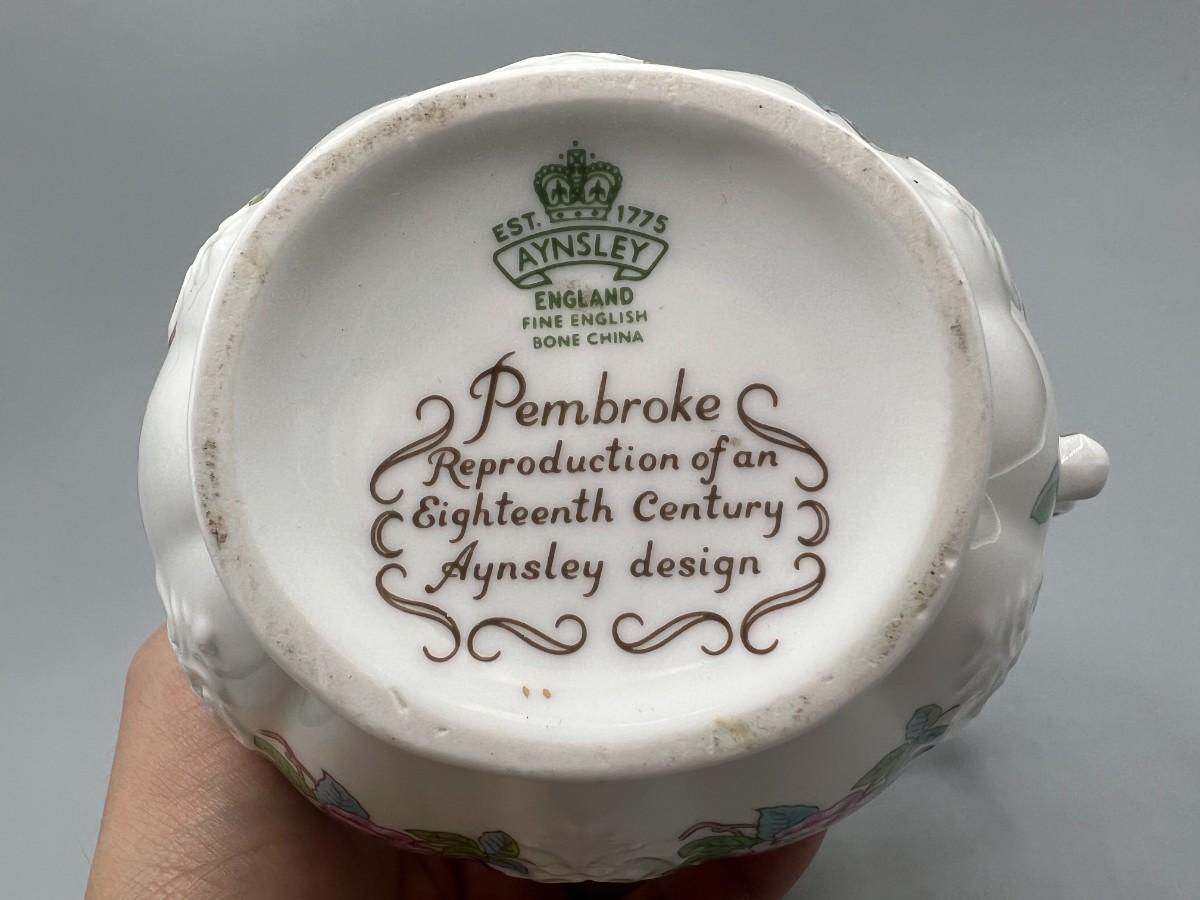 EST. 1775
AYNSLEY
ENGLAND
FINE ENGLISH
BONE CHINA
Pembroke
Reproduction of an
Eighteenth Century
Aynsley design